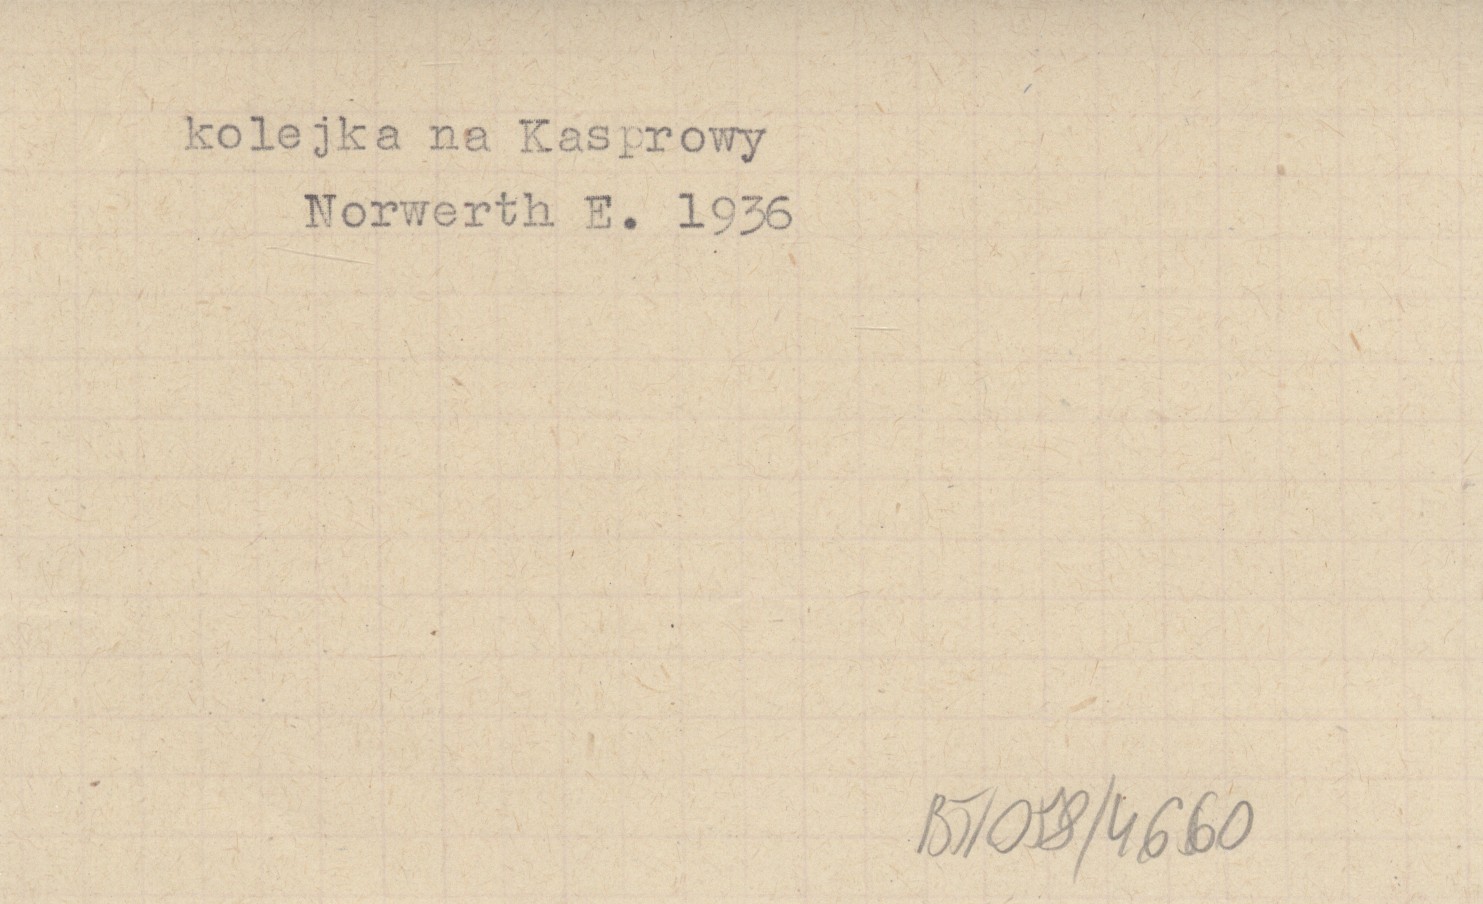 kolejka na Kasprowy
Norwerth E. 1936